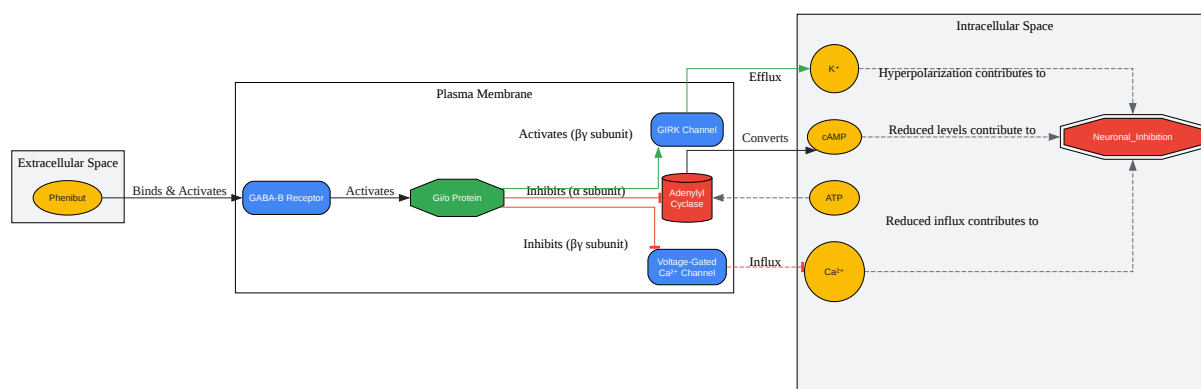 Intracellular Space
K⁺
Efflux
Hyperpolarization contributes to
Plasma Membrane
Activates (βγ subunit)
GIRK Channel
Converts
cAMP
Reduced levels contribute to
Neuronal_Inhibition
Extracellular Space
Phenibut
Binds & Activates
GABA-B Receptor
Activates
Gi/o Protein
Inhibits (α subunit)
Adenylyl
Cyclase
ATP
Reduced influx contributes to
Inhibits (βγ subunit)
Voltage-Gated
Ca²⁺ Channel
Influx
Ca²⁺